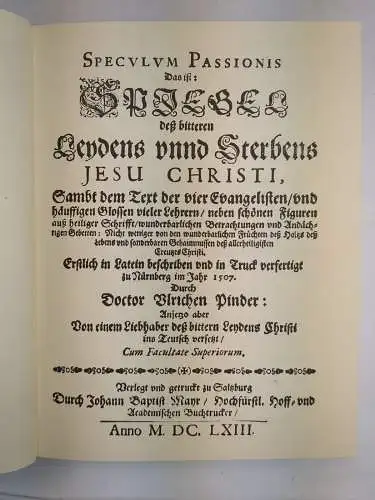 SPECVLVM PASSIONIS
Das ist:
SPIEGEL
deß bitteren
Leydens vnnd Sterbens
JESU CHRISTI,
Sambt dem Text der vier Evangelisten/vnd
häuffigen Glossen vieler Lehrern/ neben schönen Figuren
auß heiliger Schrifft/wunderbarlichen Betrachtungen vnd Andäch-
tigen Gebetten: Nicht weniger von den wunderbarlichen Früchten deß Holtz deß
Lebens vnd sonderbaren Gehaimnussen deß allerheiligisten
Creutzes Christi,
Erstlich in Latein beschriben vnd in Truck verfertigt
zu Nürnberg im Jahr 1507.
Durch
Doctor Vlrichen Pinder:
Anjetzo aber
Von einem Liebhaber deß bittern Leydens Christi
ins Teutsch versetzt/
Cum Facultate Superiorum.
Verlegt vnd getruckt zu Saltzburg
Durch Johann Baptist Mayr/ Hochfürstl. Hoff-vnd
Academischen Buchtrucker/
Anno M. DC. LXIII.